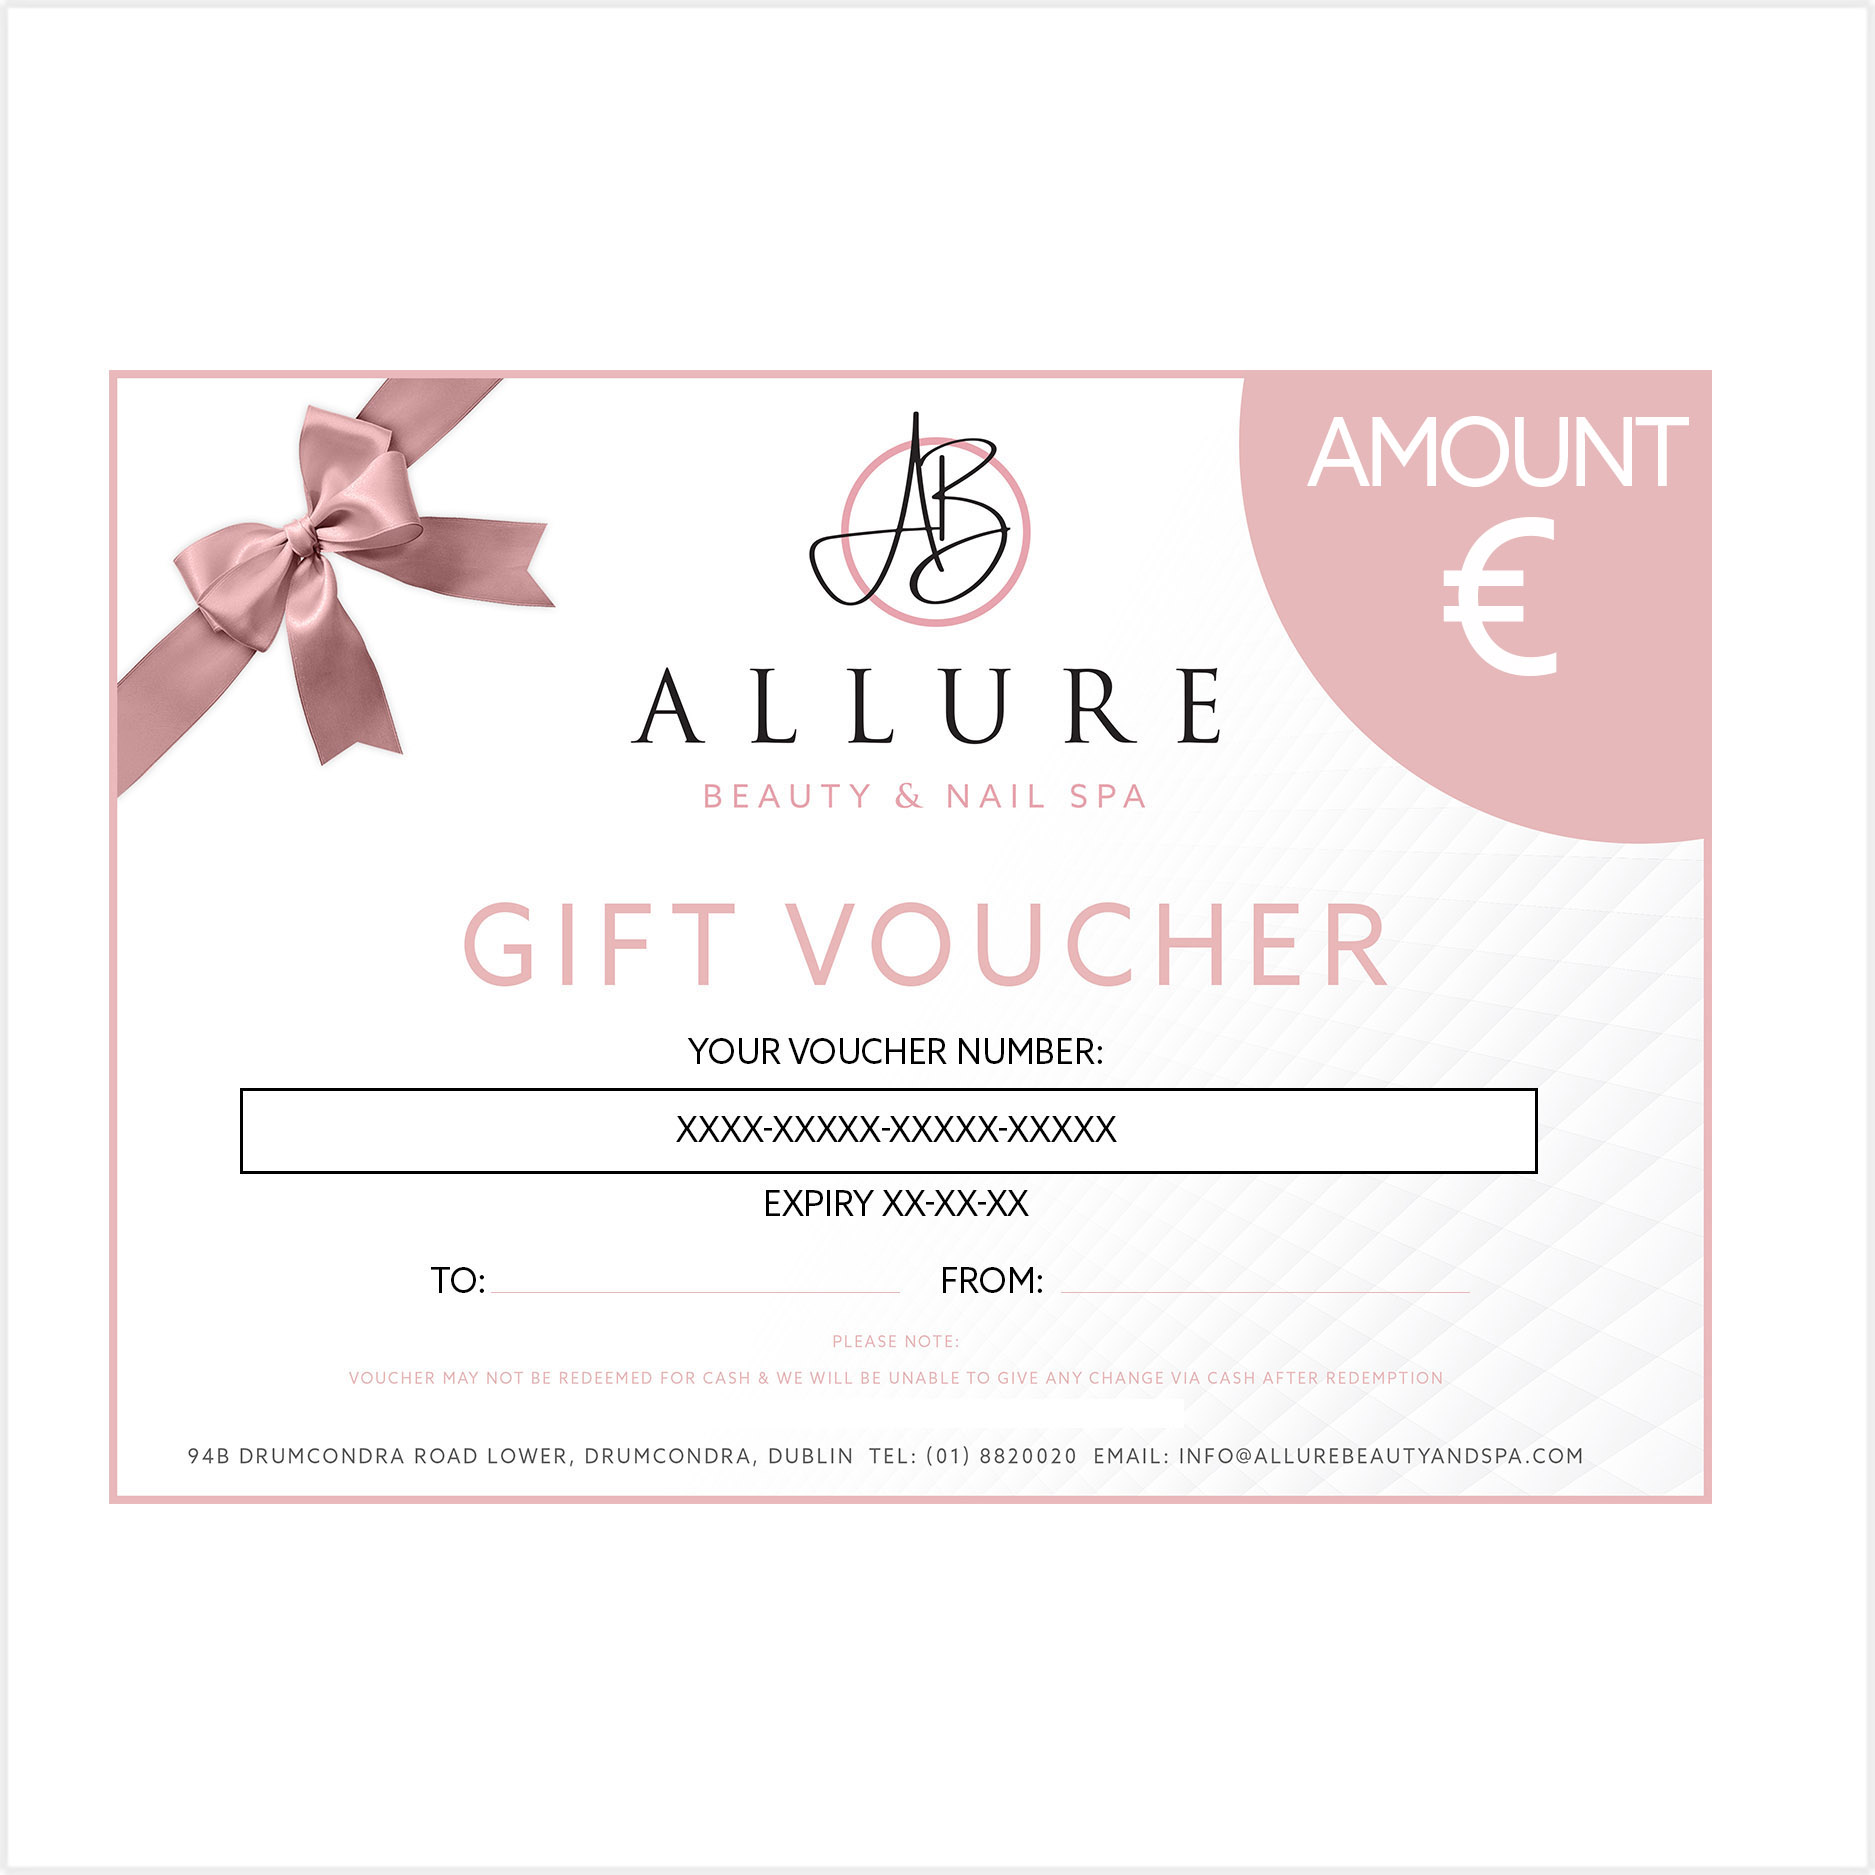 AMOUNT
€
AB
ALLURE
BEAUTY & NAIL SPA
GIFT VOUCHER
YOUR VOUCHER NUMBER:
XXXX-XXXXX-XXXXX-XXXXX
EXPIRY XX-XX-XX
TO: FROM:
PLEASE NOTE:
VOUCHER MAY NOT BE REDEEMED FOR CASH & WE WILL BE UNABLE TO GIVE ANY CHANGE VIA CASH AFTER REDEMPTION
94B DRUMCONDRA ROAD LOWER, DRUMCONDRA, DUBLIN TEL: (01) 8820020 EMAIL: INFO@ALLUREBEAUTYANDSPA.COM